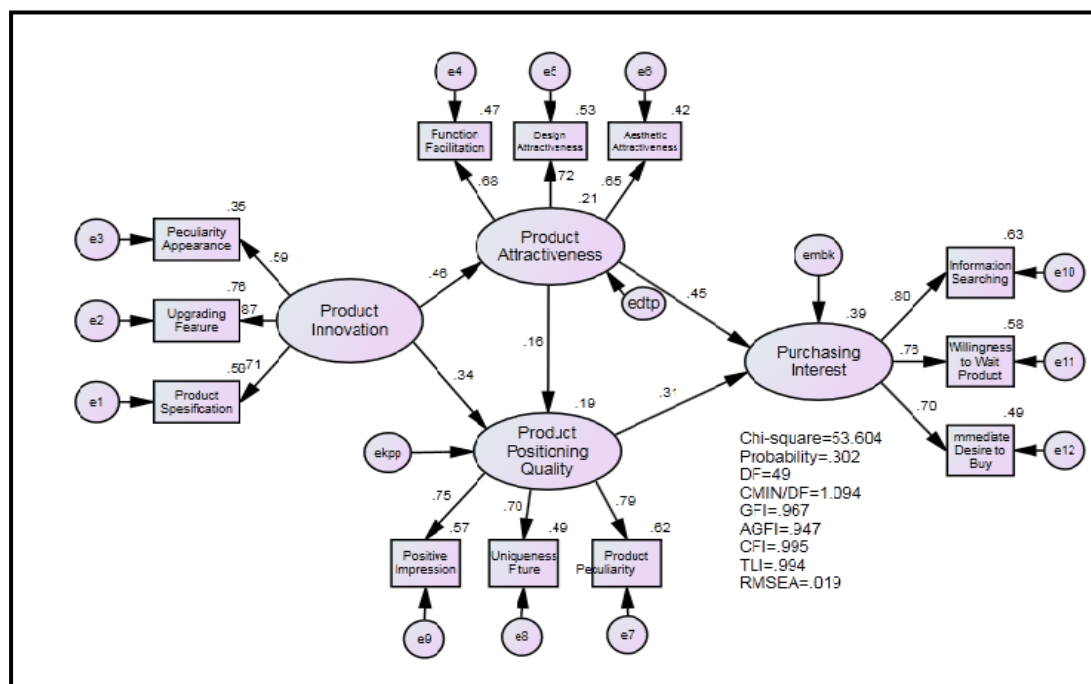 e4
e5
e6
.47
.53
.42
Function
Facilitation
Design
Attractiveness
Aesthetic
Attractiveness
.68
.72
.65
.21
Product
Attractiveness
.35
e3
Peculiarity
Appearance
.59
.76
e2
Upgrading
Feature
.87
.50
.71
e1
Product
Spesification
Product
Innovation
.46
.34
edtp
.16
.45
embk
.39
Purchasing
Interest
.31
.63
Information
Searching
e10
.80
.58
Willingness
to Wait
Product
e11
.49
.70
mmediate
Desire to
Buy
e12
.19
Product
Positioning
Quality
ekpp
.75
.70
.79
.57
.49
.62
Positive
Impression
Uniqueness
Product
Peculiarity
e9
e8
e7
Chi-square=53.604
Probability=.302
DF=49
CMIN/DF=1.094
GFI=.967
AGFI=.947
CFI=.995
TLI=.994
RMSEA=.019